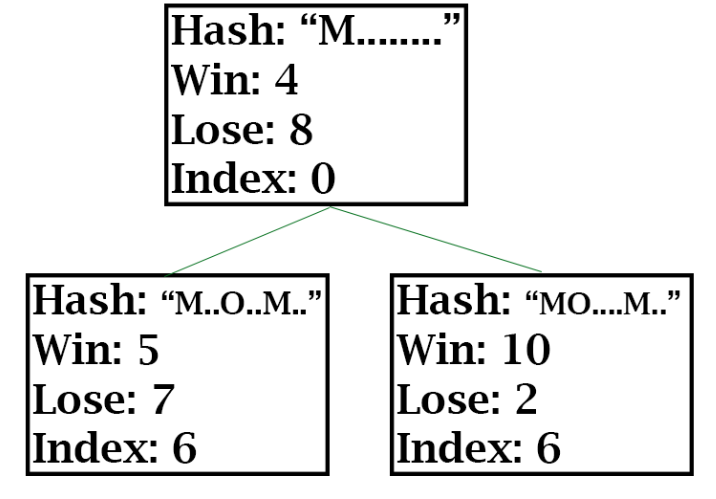 Hash: “M........”
Win: 4
Lose: 8
Index: 0
Hash: “M..O..M..”
Win: 5
Lose: 7
Index: 6
Hash: “MO....M..”
Win: 10
Lose: 2
Index: 6